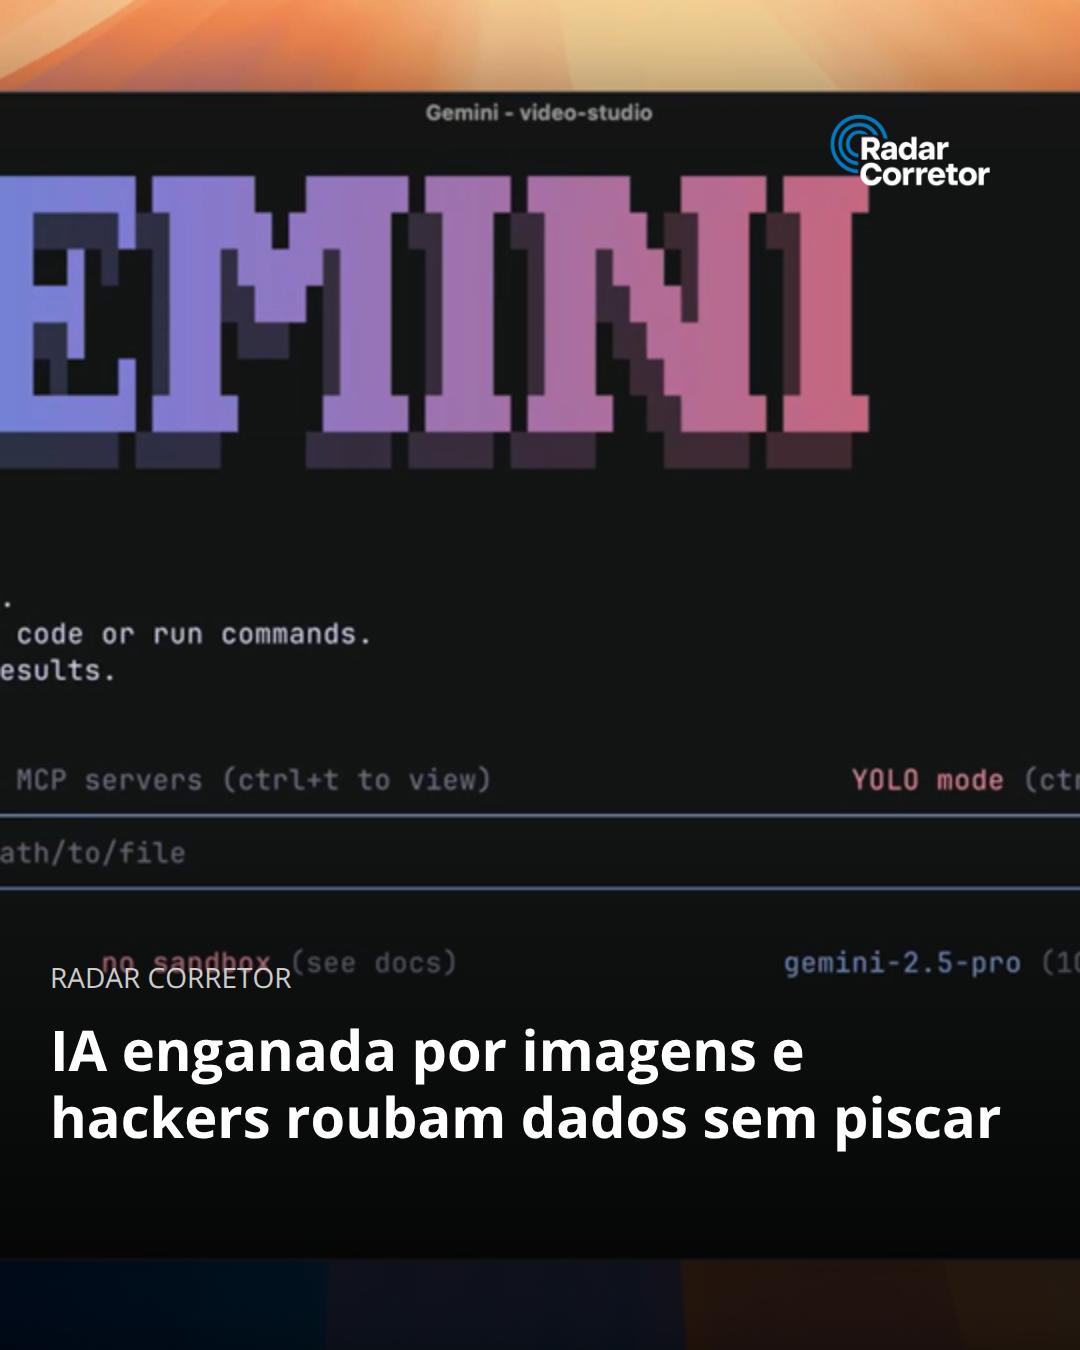 Gemini - video-studio
Radar
Corretor
EMINI
.
code or run commands.
esults.
MCP servers (ctrl+t to view)
YOLO mode (ctr
ath/to/file
no sandbox (see docs)
gemini-2.5-pro (10
RADAR CORRETOR
IA enganada por imagens e
hackers roubam dados sem piscar